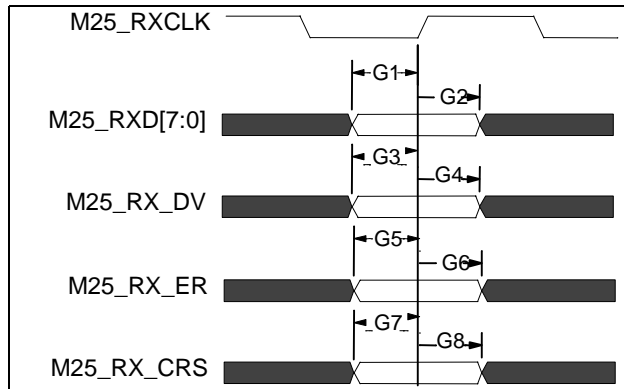 M25_RXCLK
G1
G2
M25_RXD[7:0]
G3
G4
M25_RX_DV
G5
G6
M25_RX_ER
G7
G8
M25_RX_CRS